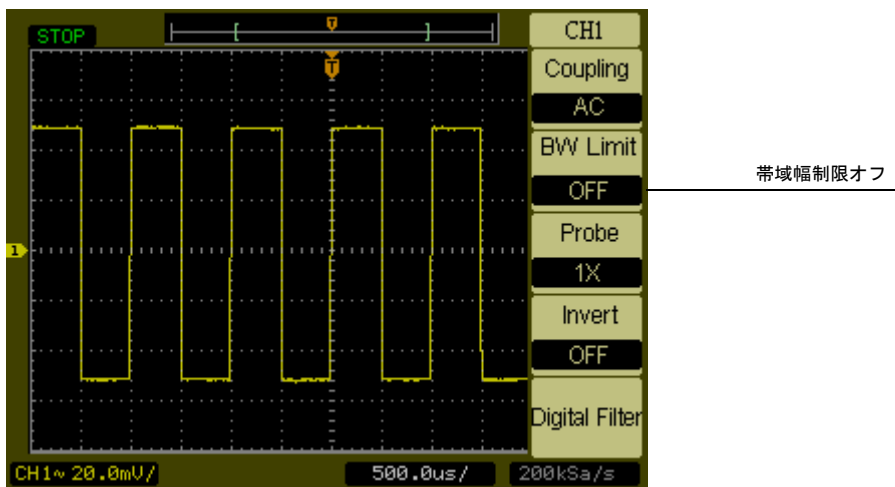 STOP
T
T
CH1
Coupling
AC
BW Limit
OFF
帯域幅制限オフ
Probe
1X
Invert
OFF
Digital Filter
1
CH1~ 20.0mV/
500.0us/
200kSa/s